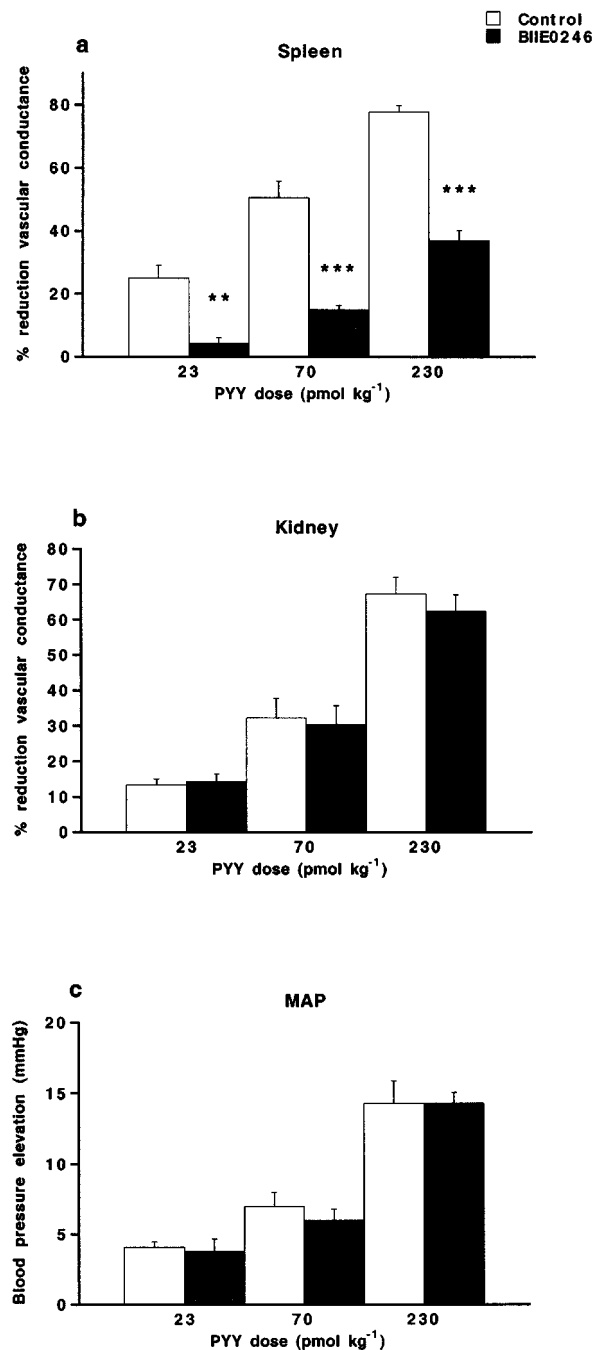 Control
BIIE0246
a
Spleen
% reduction vascular conductance
80
60
40
20
0
**
***
***
23 70 230
PYY dose (pmol kg⁻¹)
b
Kidney
% reduction vascular conductance
80
70
60
50
40
30
20
10
0
23 70 230
PYY dose (pmol kg⁻¹)
c
MAP
Blood pressure elevation (mmHg)
20
15
10
5
0
23 70 230
PYY dose (pmol kg⁻¹)